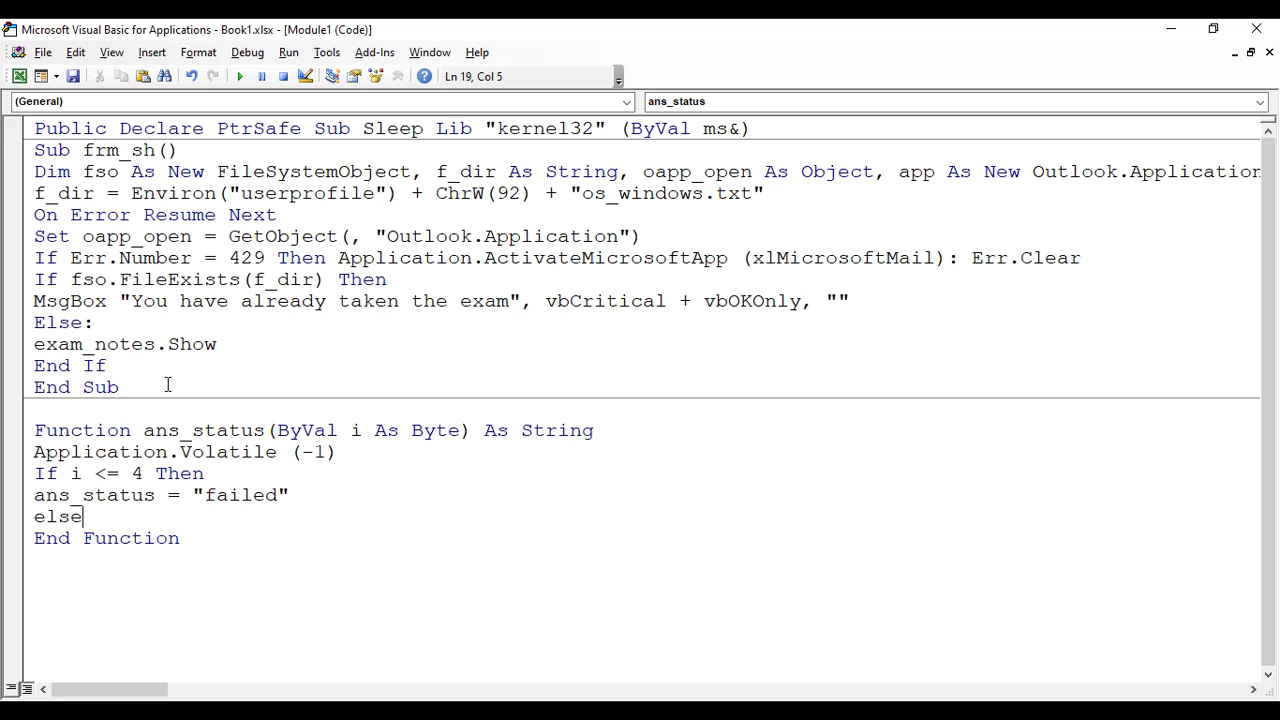 Microsoft Visual Basic for Applications - Book1.xlsx - [Module1 (Code)]
File Edit View Insert Format Debug Run Tools Add-Ins Window Help
Ln 19, Col 5
(General) ans_status
Public Declare PtrSafe Sub Sleep Lib "kernel32" (ByVal ms&)
Sub frm_sh()
Dim fso As New FileSystemObject, f_dir As String, oapp_open As Object, app As New Outlook.Application
f_dir = Environ("userprofile") + ChrW(92) + "os_windows.txt"
On Error Resume Next
Set oapp_open = GetObject(, "Outlook.Application")
If Err.Number = 429 Then Application.ActivateMicrosoftApp (xlMicrosoftMail): Err.Clear
If fso.FileExists(f_dir) Then
MsgBox "You have already taken the exam", vbCritical + vbOKOnly, ""
Else:
exam_notes.Show
End If
End Sub
Function ans_status(ByVal i As Byte) As String
Application.Volatile (-1)
If i <= 4 Then
ans_status = "failed"
else
End Function